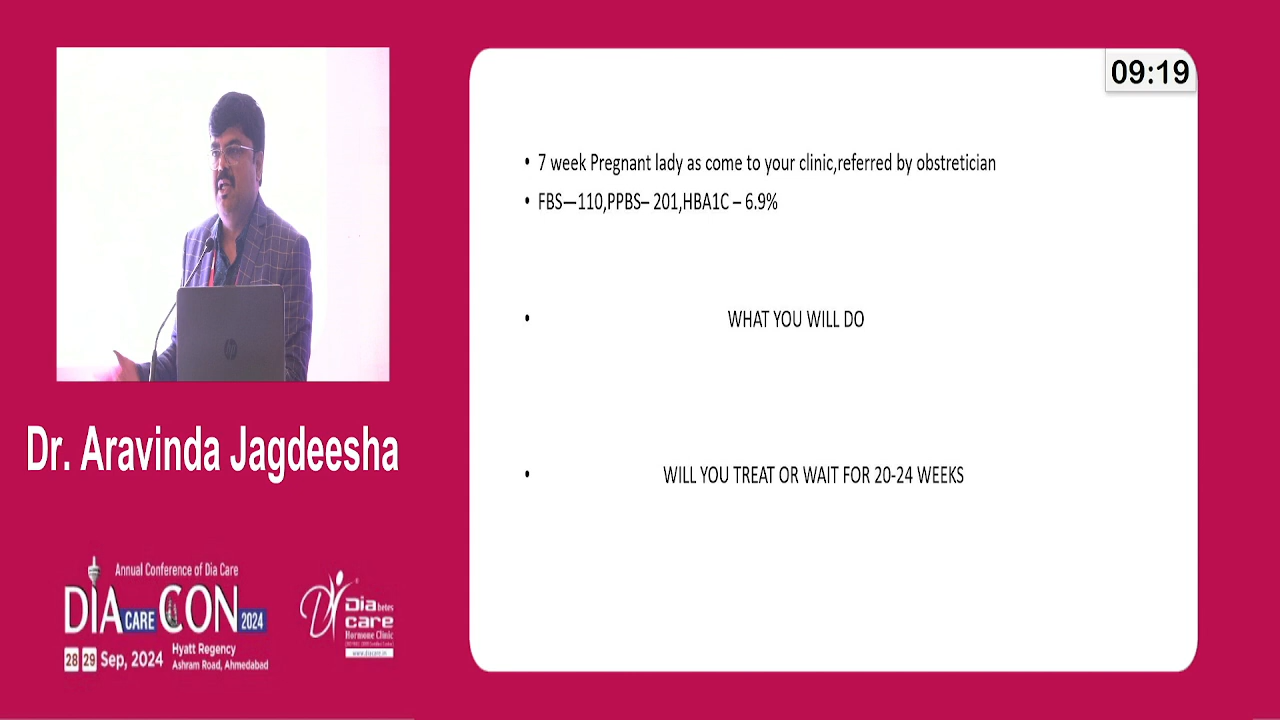 09:19
• 7 week Pregnant lady as come to your clinic,referred by obstretician
• FBS—110,PPBS– 201,HBA1C – 6.9%
• WHAT YOU WILL DO
• WILL YOU TREAT OR WAIT FOR 20-24 WEEKS
hp
Dr. Aravinda Jagdeesha
Annual Conference of Dia Care
DIA CARE CON 2024
28 29 Sep, 2024
Hyatt Regency
Ashram Road, Ahmedabad
Diabetes
care
Hormone Clinic